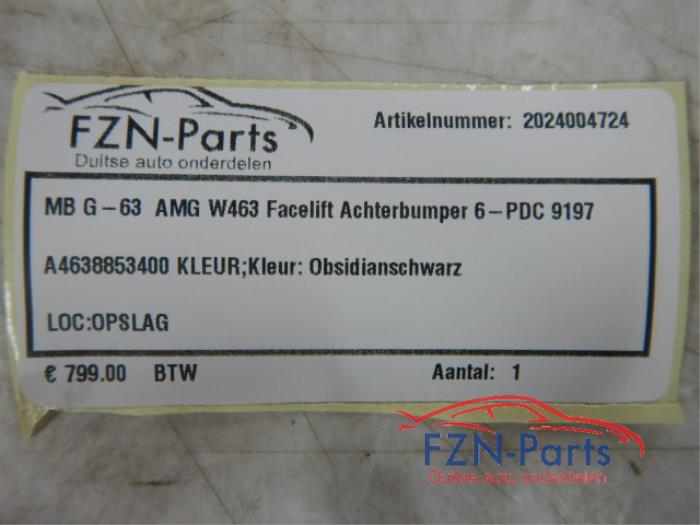 FZN-Parts
Duitse auto onderdelen
Artikelnummer: 2024004724
MB G-63 AMG W463 Facelift Achterbumper 6-PDC 9197
A4638853400 KLEUR;Kleur: Obsidianschwarz
LOC:OPSLAG
€ 799.00 BTW
Aantal: 1
FZN-Parts
Duitse auto onderdelen